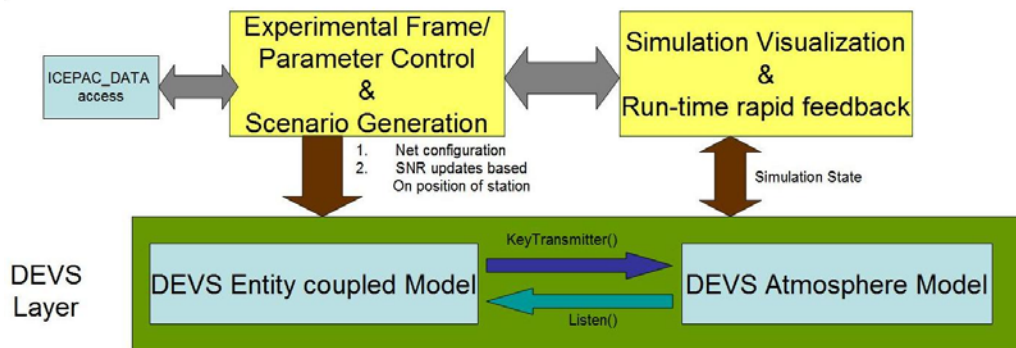 Experimental Frame/
Parameter Control
&
Scenario Generation
Simulation Visualization
&
Run-time rapid feedback
ICEPAC_DATA
access
1. Net configuration
2. SNR updates based
On position of station
Simulation State
DEVS
Layer
DEVS Entity coupled Model
KeyTransmitter()
Listen()
DEVS Atmosphere Model